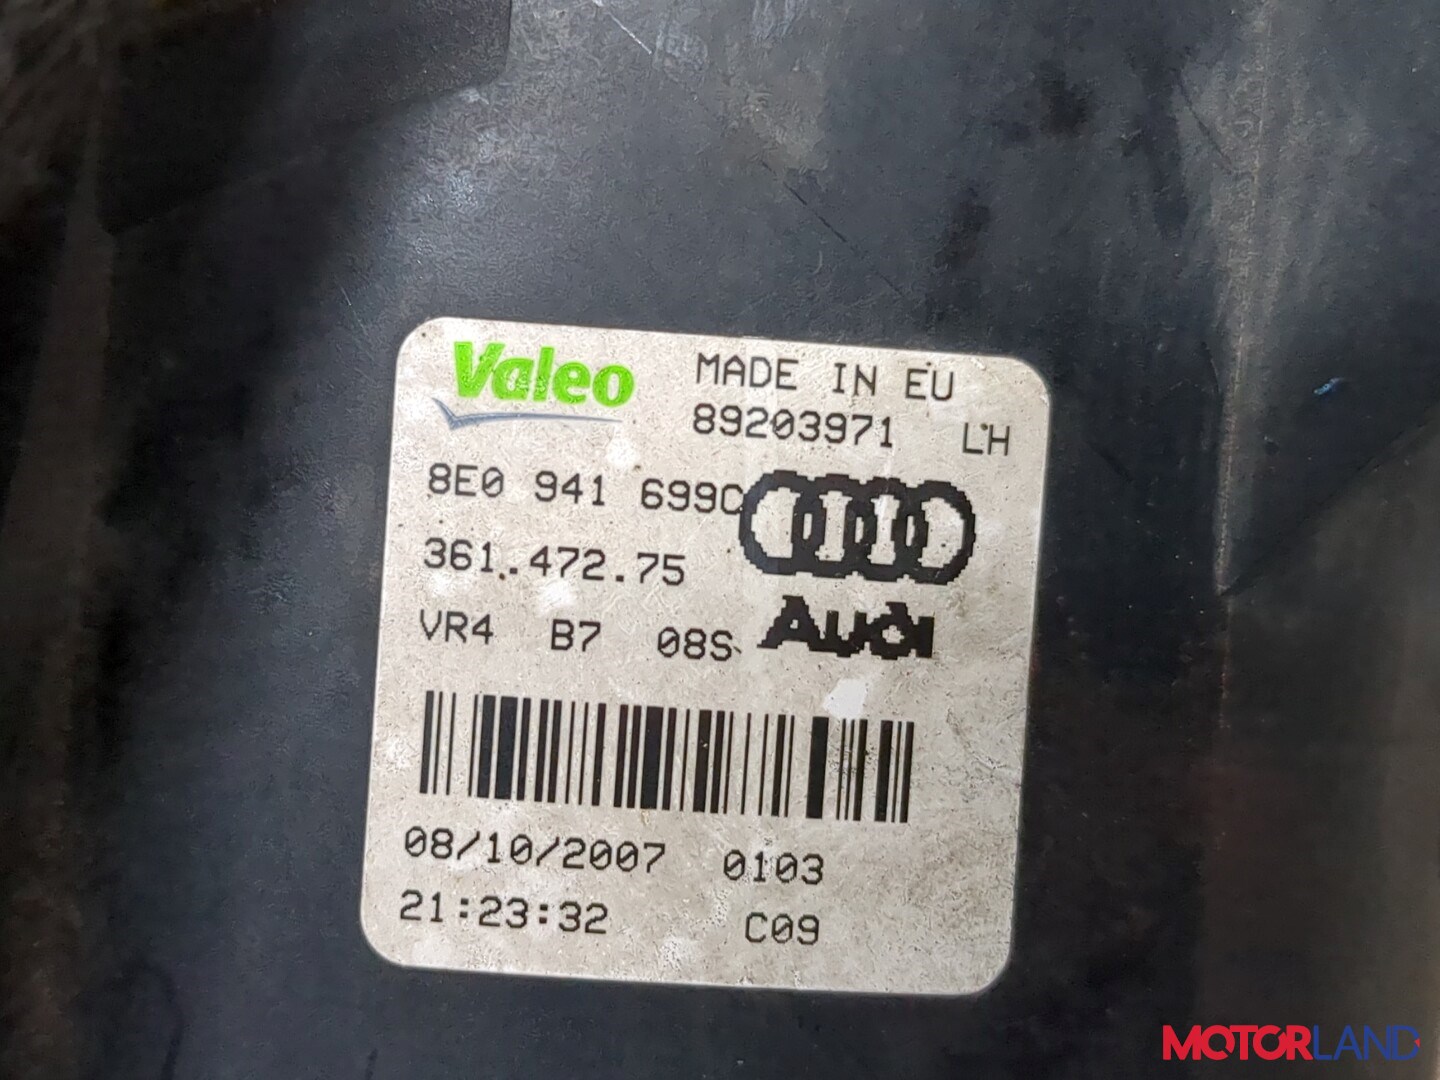 Valeo MADE IN EU
89203971 LH
8E0 941 699C
361.472.75
VR4 B7 08S Audi
08/10/2007 0103
21:23:32 C09
MOTORLAND